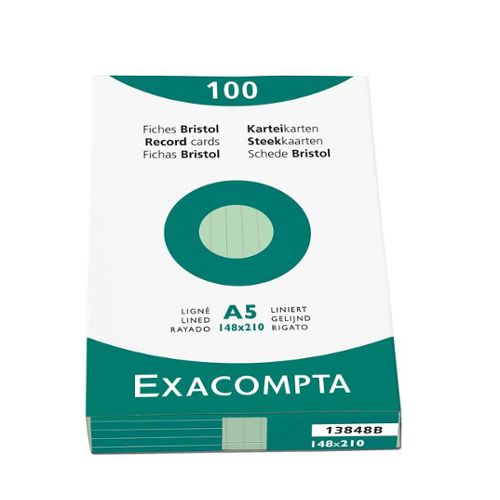 100
Fiches Bristol
Record cards
Fichas Bristol
Karteikarten
Steekkaarten
Schede Bristol
LIGNÉ
LINED
RAYADO
A5
148x210
LINIERT
GELIJND
RIGATO
EXACOMPTA
13848B
148x210